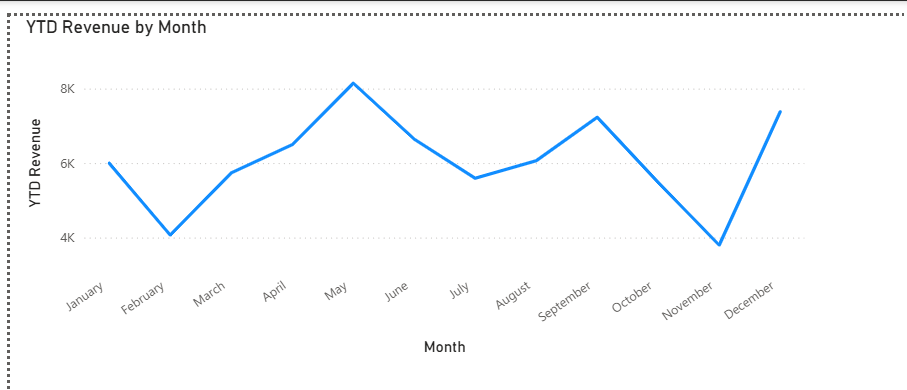 YTD Revenue by Month
YTD Revenue
8K
6K
4K
January
February
March
April
May
June
July
August
September
October
November
December
Month